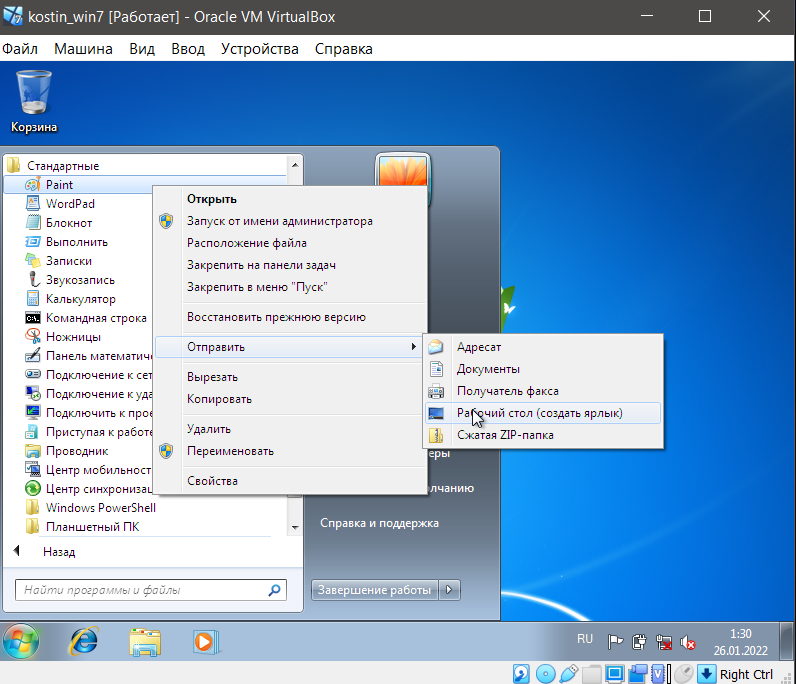 kostin_win7 [Работает] - Oracle VM VirtualBox
Файл Машина Вид Ввод Устройства Справка
Корзина
Стандартные
Paint
WordPad
Блокнот
Выполнить
Записки
Звукозапись
Калькулятор
Командная строка
Ножницы
Панель математич
Подключение к сет
Подключение к уда
Подключить к прое
Приступая к работе
Проводник
Центр мобильност
Центр синхронизац
Windows PowerShell
Планшетный ПК
Назад
Найти программы и файлы
Открыть
Запуск от имени администратора
Расположение файла
Закрепить на панели задач
Закрепить в меню "Пуск"
Восстановить прежнюю версию
Отправить
Вырезать
Копировать
Удалить
Переименовать
Свойства
Адресат
Документы
Получатель факса
Рабочий стол (создать ярлык)
Сжатая ZIP-папка
еры
лчанию
Справка и поддержка
Завершение работы
RU
1:30
26.01.2022
Right Ctrl